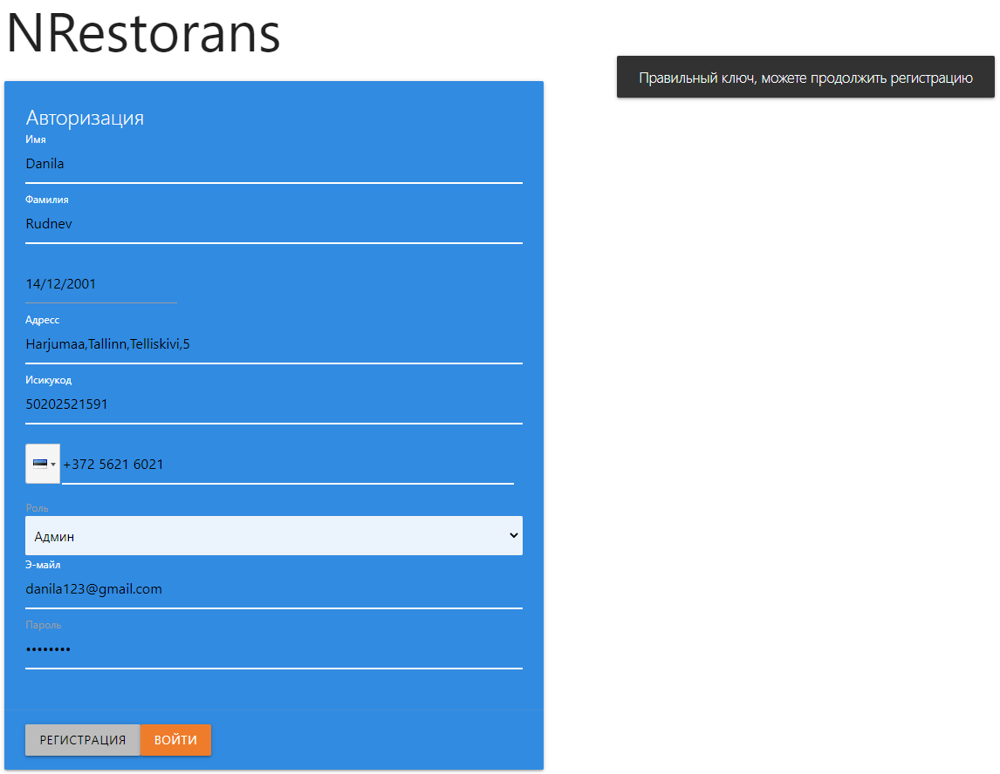 NRestorans
Правильный ключ, можете продолжить регистрацию
Авторизация
Имя
Danila
Фамилия
Rudnev
14/12/2001
Адресс
Harjumaa,Tallinn,Telliskivi,5
Исикукод
50202521591
+372 5621 6021
Роль
Админ
Э-майл
danila123@gmail.com
Пароль
••••••••
РЕГИСТРАЦИЯ ВОЙТИ